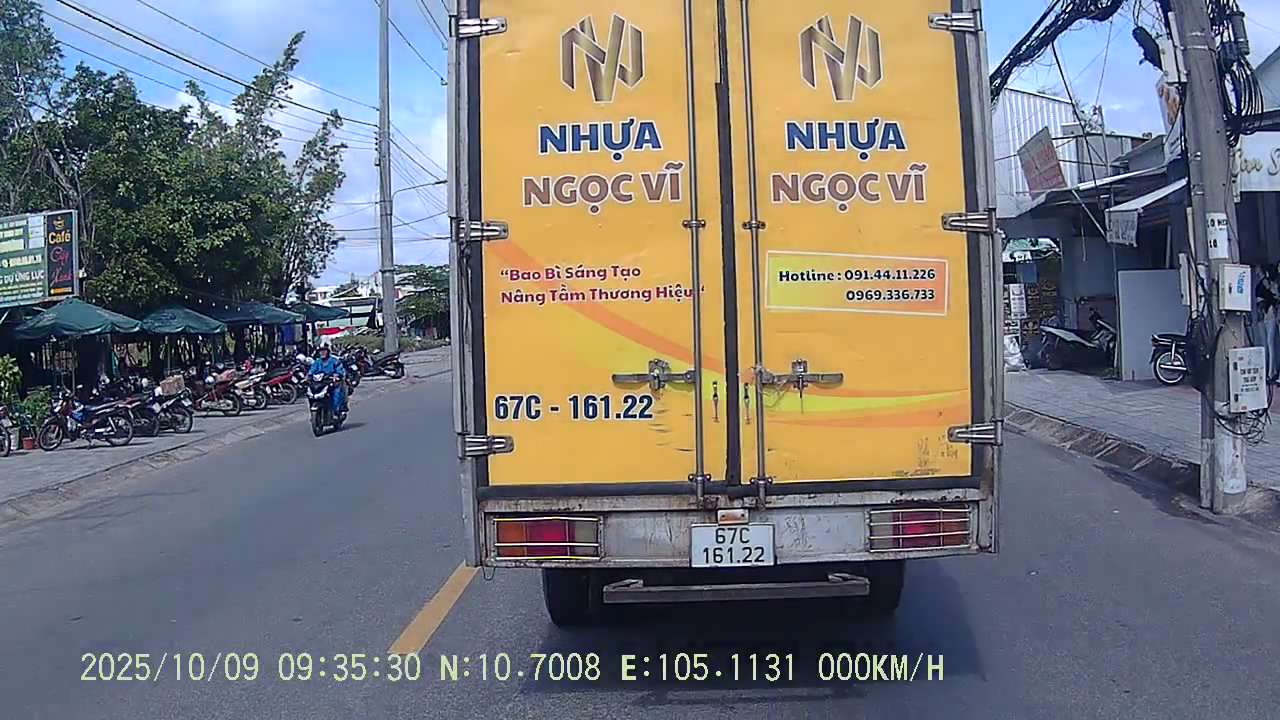 NHỰA
NGỌC VĨ
NHỰA
NGỌC VĨ
“Bao Bì Sáng Tạo
Nâng Tầm Thương Hiệu“
Hotline : 091.44.11.226
0969.336.733
67C - 161.22
67C
161.22
Café
2025/10/09 09:35:30 N:10.7008 E:105.1131 000KM/H